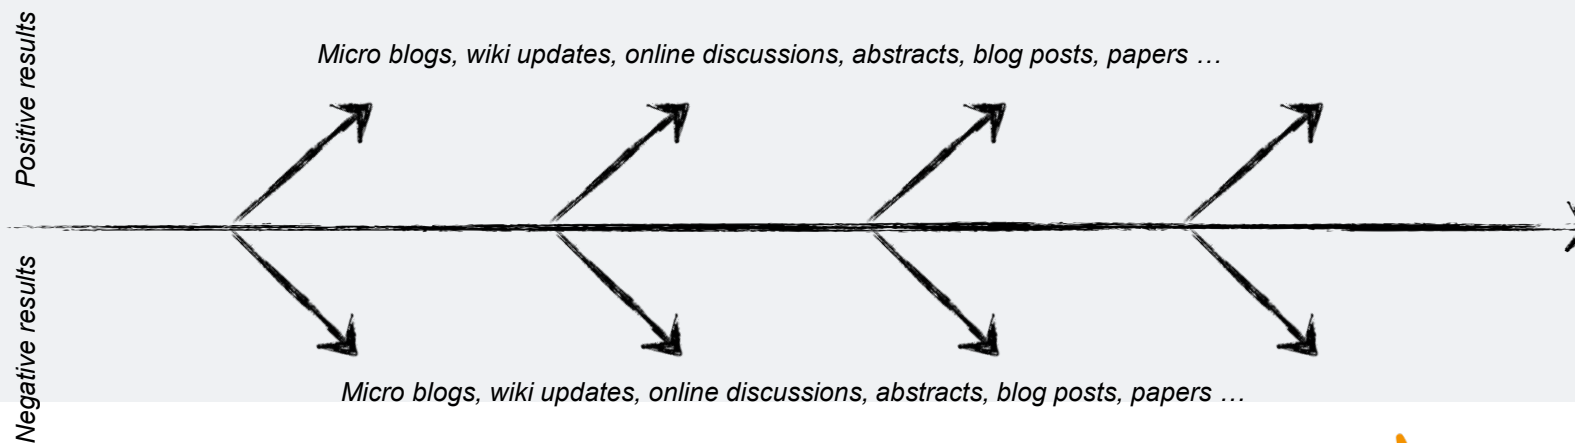 Positive results
Micro blogs, wiki updates, online discussions, abstracts, blog posts, papers …
Negative results
Micro blogs, wiki updates, online discussions, abstracts, blog posts, papers …